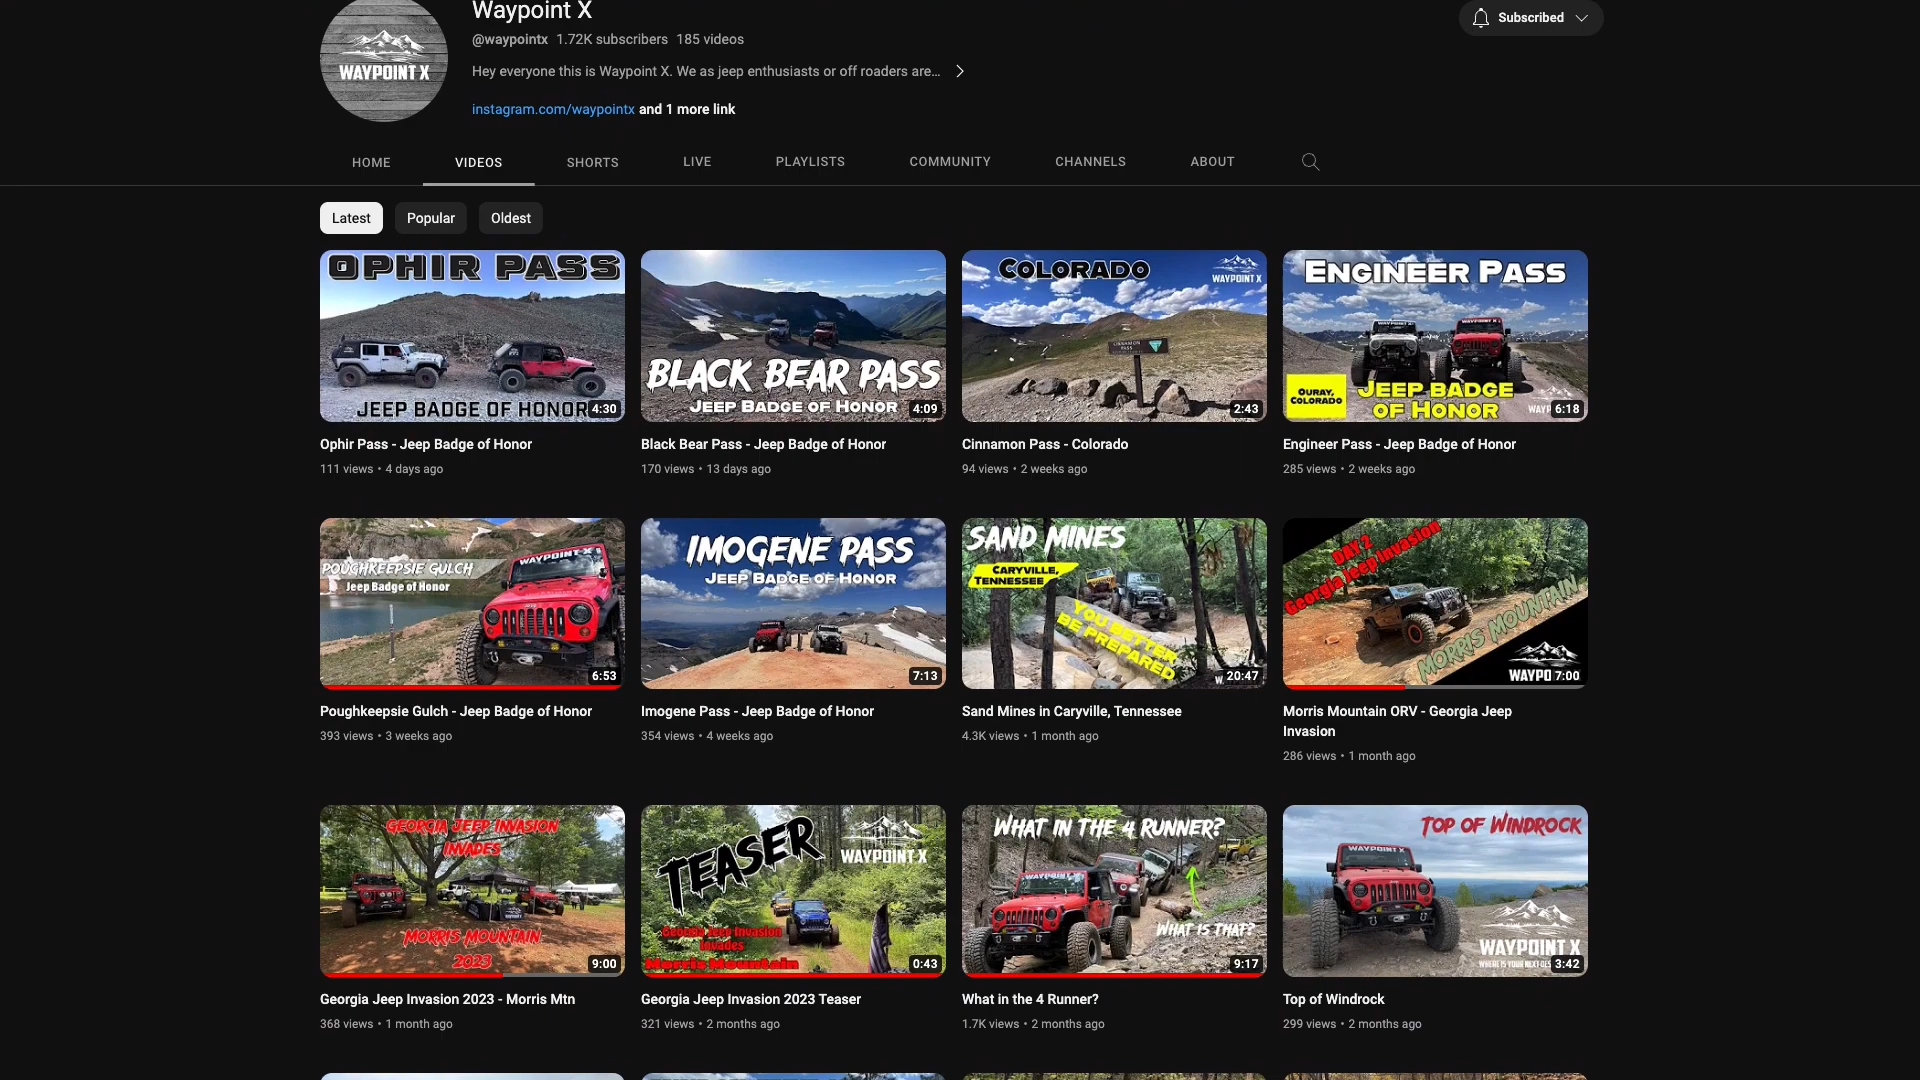 Waypoint X
Subscribed
@waypointx 1.72K subscribers 185 videos
Hey everyone this is Waypoint X. We as jeep enthusiasts or off roaders are...
instagram.com/waypointx and 1 more link
WAYPOINT X
HOME VIDEOS SHORTS LIVE PLAYLISTS COMMUNITY CHANNELS ABOUT
Latest Popular Oldest
OPHIR PASS
JEEP BADGE OF HONOR
4:30
BLACK BEAR PASS
JEEP BADGE OF HONOR
4:09
COLORADO
WAYPOINT X
CINNAMON
PASS
2:43
ENGINEER PASS
WAYPOINT X
OURAY,
COLORADO
JEEP BADGE
OF HONOR
WAYP
6:18
Ophir Pass - Jeep Badge of Honor
111 views • 4 days ago
Black Bear Pass - Jeep Badge of Honor
170 views • 13 days ago
Cinnamon Pass - Colorado
94 views • 2 weeks ago
Engineer Pass - Jeep Badge of Honor
285 views • 2 weeks ago
WAYPOINT-X
POUGHKEEPSIE GULCH
Jeep Badge of Honor
6:53
IMOGENE PASS
JEEP BADGE OF HONOR
7:13
SAND MINES
CARYVILLE,
TENNESSEE
YOU BETTER
BE PREPARED
W
20:47
DAY 2
Georgia Jeep Invasion
MORRIS MOUNTAIN
WAYPO
7:00
Poughkeepsie Gulch - Jeep Badge of Honor
393 views • 3 weeks ago
Imogene Pass - Jeep Badge of Honor
354 views • 4 weeks ago
Sand Mines in Caryville, Tennessee
4.3K views • 1 month ago
Morris Mountain ORV - Georgia Jeep
Invasion
286 views • 1 month ago
GEORGIA JEEP INVASION
INVADES
MORRIS MOUNTAIN
2023
9:00
TEASER
WAYPOINT X
Georgia Jeep Invasion
Invades
Morris Mountain
0:43
WHAT IN THE 4 RUNNER?
WAYPOINT X
WHAT IS THAT?
9:17
TOP OF WINDROCK
WAYPOINT X
WAYPOINT X
WHERE IS YOUR NEXT DES
3:42
Georgia Jeep Invasion 2023 - Morris Mtn
368 views • 1 month ago
Georgia Jeep Invasion 2023 Teaser
321 views • 2 months ago
What in the 4 Runner?
1.7K views • 2 months ago
Top of Windrock
299 views • 2 months ago